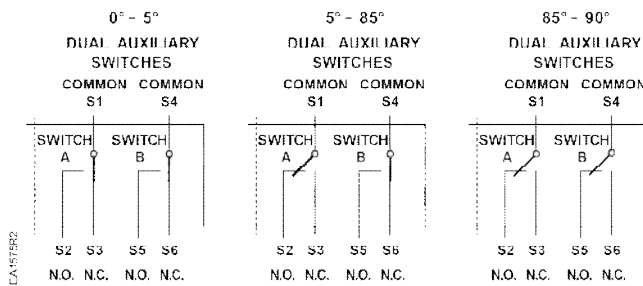 0° - 5°
DUAL AUXILIARY
SWITCHES
COMMON COMMON
S1 S4
SWITCH SWITCH
A B
S2 S3 S5 S6
N.O. N.C. N.O. N.C.
5° - 85°
DUAL AUXILIARY
SWITCHES
COMMON COMMON
S1 S4
SWITCH SWITCH
A B
S2 S3 S5 S6
N.O. N.C. N.O. N.C.
85° - 90°
DUAL AUXILIARY
SWITCHES
COMMON COMMON
S1 S4
SWITCH SWITCH
A B
S2 S3 S5 S6
N.O. N.C. N.O. N.C.
EA1575R2